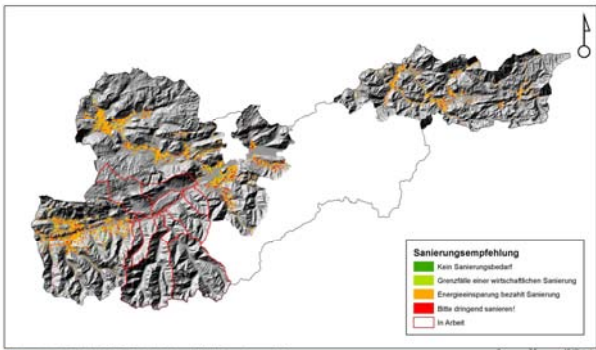 Sanierungsempfehlung
Kein Sanierungsbedarf
Grenzfälle einer wirtschaftlichen Sanierung
Energieeinsparung bezahlt Sanierung
Bitte dringend sanieren!
In Arbeit